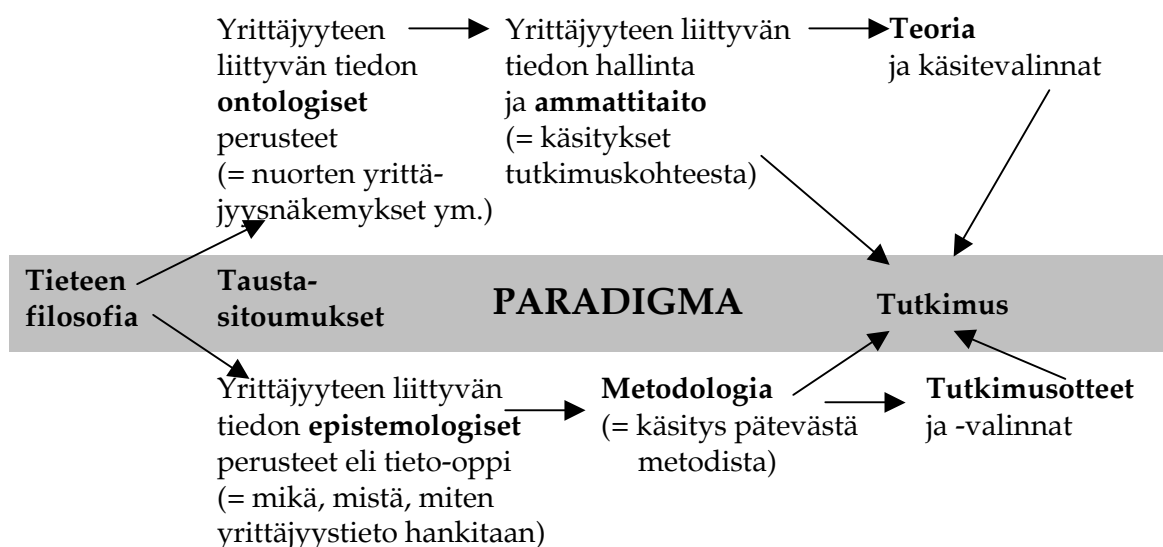 Yrittäjyyteen
liittyvän tiedon
ontologiset
perusteet
(= nuorten yrittä-
jyysnäkemykset ym.)
Yrittäjyyteen liittyvän
tiedon hallinta
ja ammattitaito
(= käsitykset
tutkimuskohteesta)
Teoria
ja käsitevalinnat
Tieteen
filosofia
Tausta-
sitoumukset
PARADIGMA
Tutkimus
Yrittäjyyteen liittyvän
tiedon epistemologiset
perusteet eli tieto-oppi
(= mikä, mistä, miten
yrittäjyystieto hankitaan)
Metodologia
(= käsitys pätevästä
metodista)
Tutkimusotteet
ja -valinnat